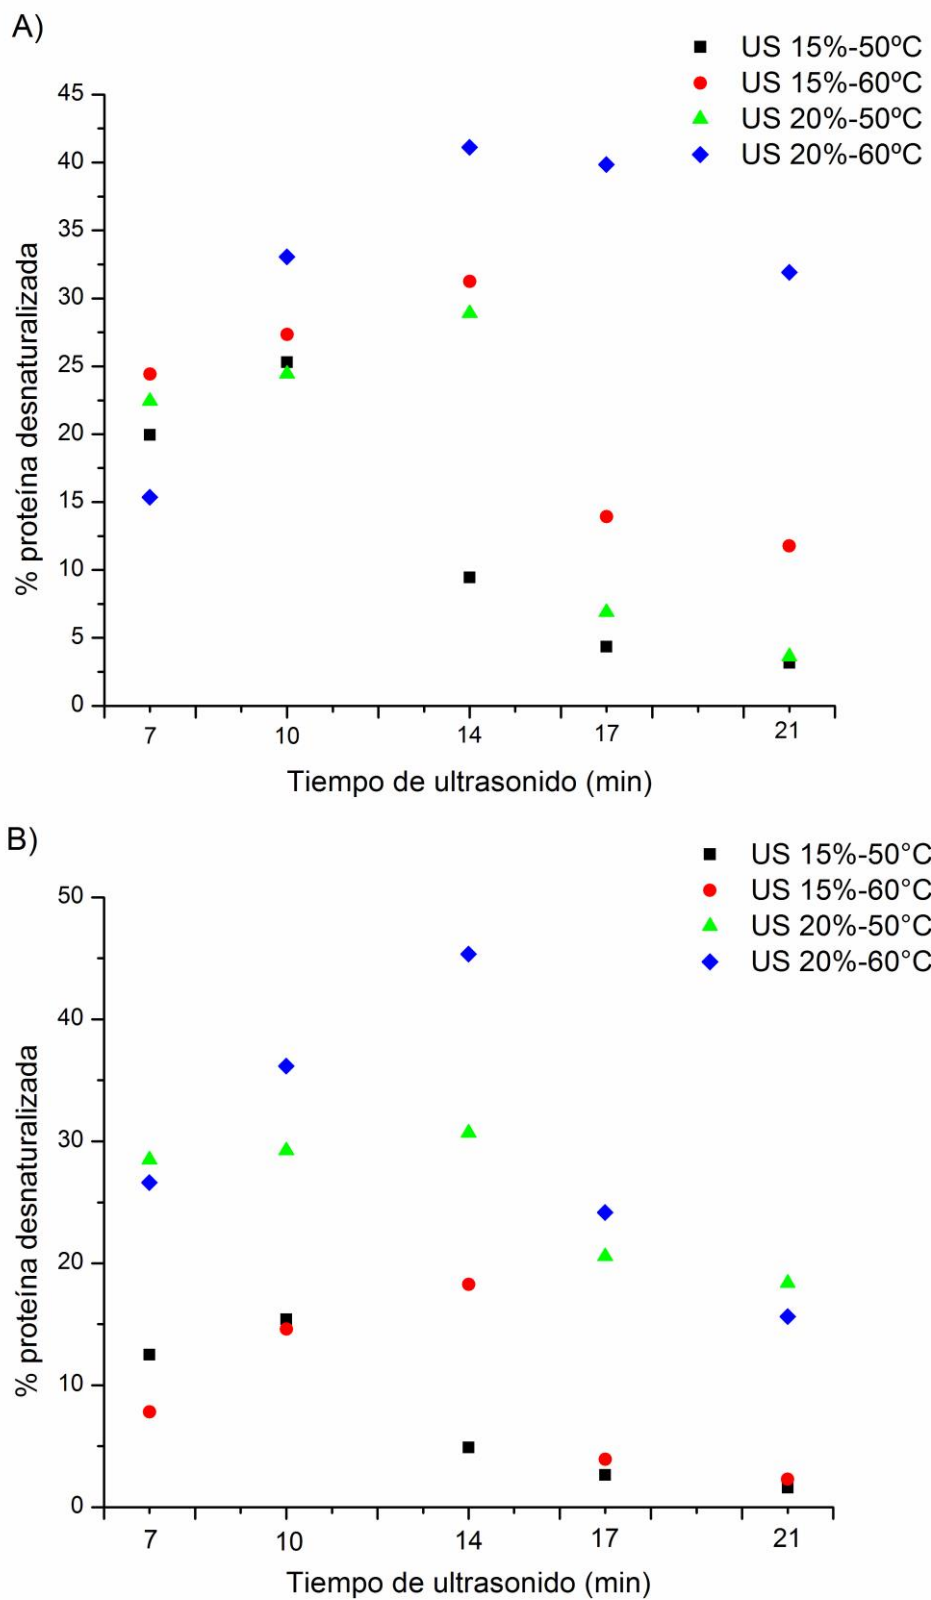 A)
US 15%-50ºC
US 15%-60ºC
US 20%-50ºC
US 20%-60ºC
45
40
35
30
25
20
15
10
5
0
% proteína desnaturalizada
7 10 14 17 21
Tiempo de ultrasonido (min)
B)
US 15%-50°C
US 15%-60°C
US 20%-50°C
US 20%-60°C
50
40
30
20
10
0
% proteína desnaturalizada
7 10 14 17 21
Tiempo de ultrasonido (min)